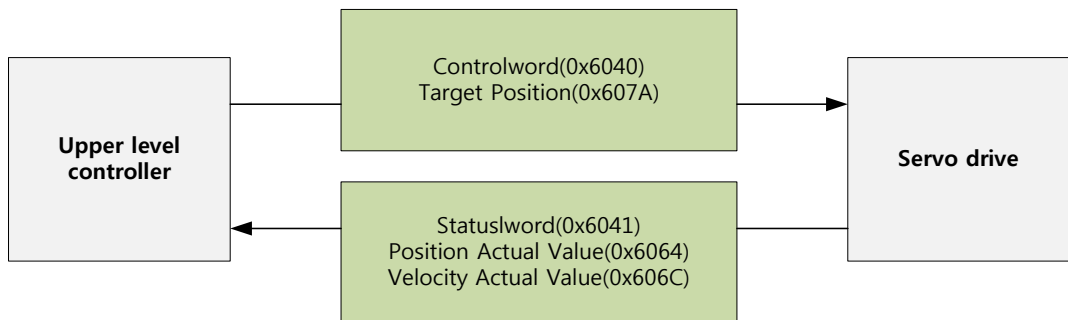 Controlword(0x6040)
Target Position(0x607A)
Upper level
controller
Servo drive
Statuslword(0x6041)
Position Actual Value(0x6064)
Velocity Actual Value(0x606C)